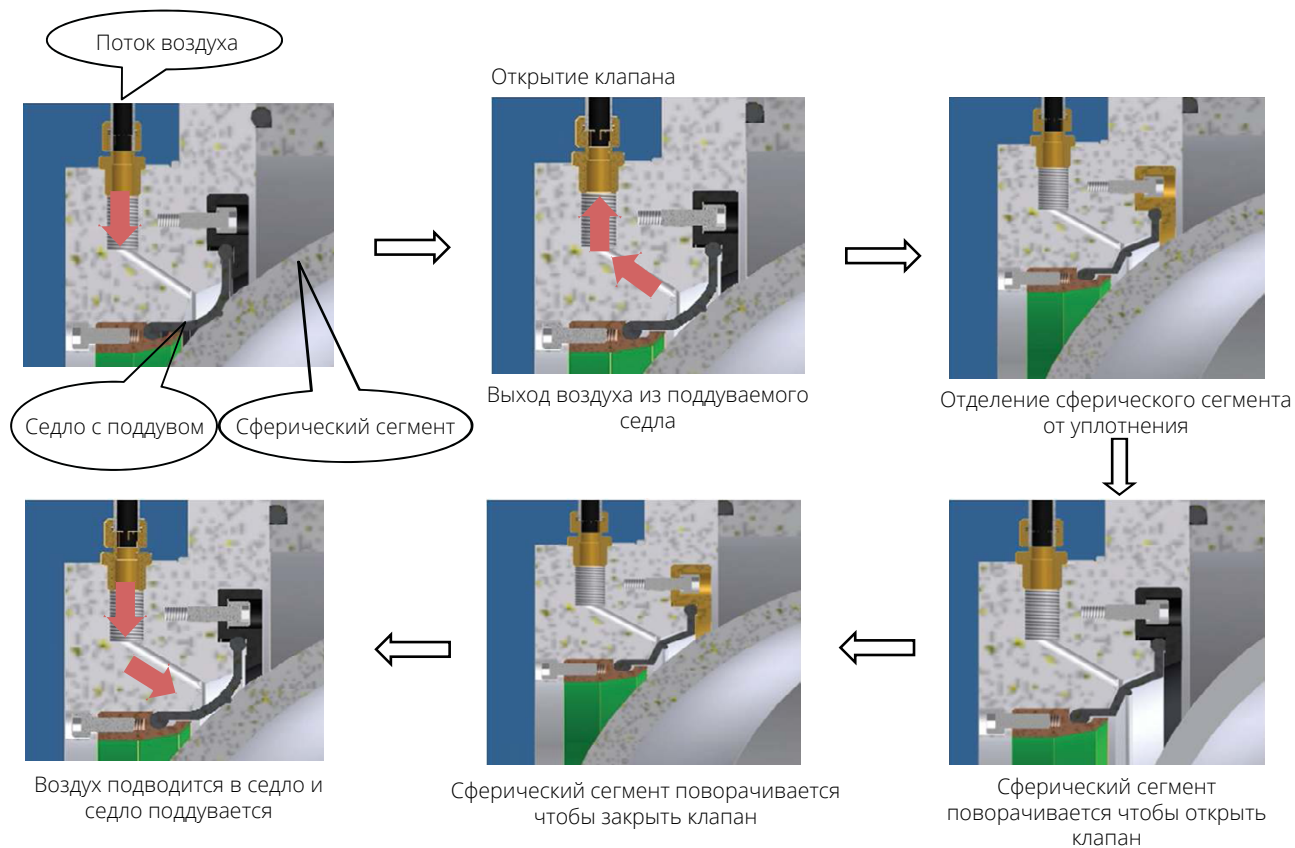 Поток воздуха
Открытие клапана
Седло с поддувом
Сферический сегмент
Выход воздуха из поддуваемого
седла
Отделение сферического сегмента
от уплотнения
Воздух подводится в седло и
седло поддувается
Сферический сегмент поворачивается
чтобы закрыть клапан
Сферический сегмент
поворачивается чтобы открыть
клапан